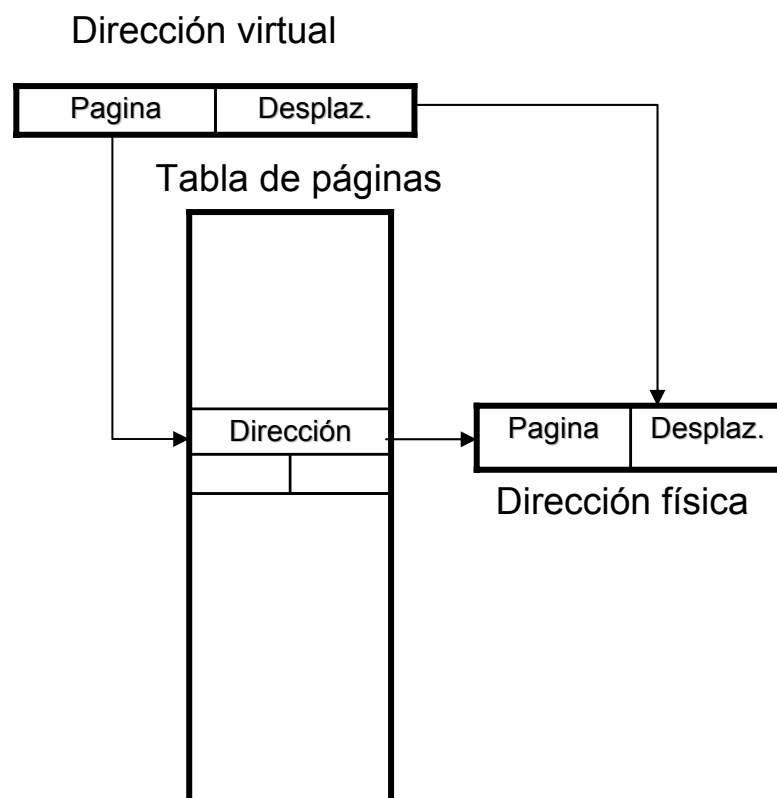 Dirección virtual
Pagina Desplaz.
Tabla de páginas
Dirección
Pagina Desplaz.
Dirección física